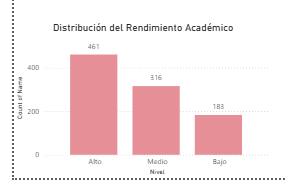 Distribución del Rendimiento Académico
461
316
183
400
200
0
Count of Name
Alto Medio Bajo
Nivel